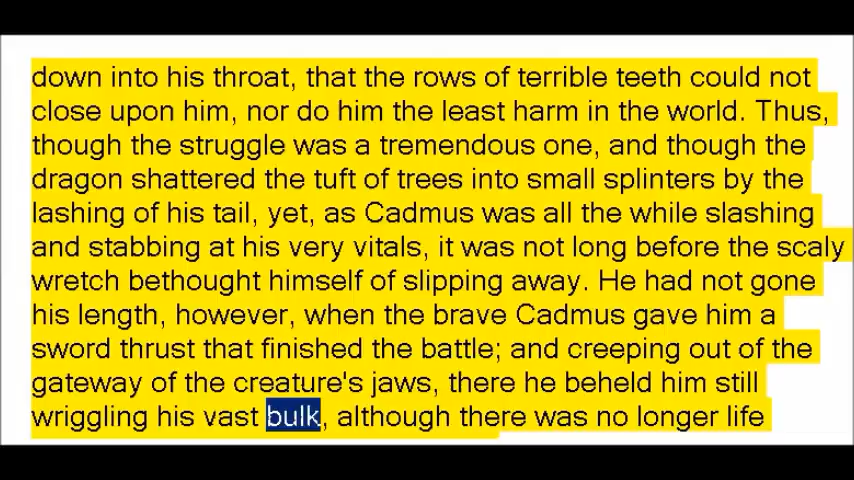 down into his throat, that the rows of terrible teeth could not
close upon him, nor do him the least harm in the world. Thus,
though the struggle was a tremendous one, and though the
dragon shattered the tuft of trees into small splinters by the
lashing of his tail, yet, as Cadmus was all the while slashing
and stabbing at his very vitals, it was not long before the scaly
wretch bethought himself of slipping away. He had not gone
his length, however, when the brave Cadmus gave him a
sword thrust that finished the battle; and creeping out of the
gateway of the creature's jaws, there he beheld him still
wriggling his vast bulk, although there was no longer life